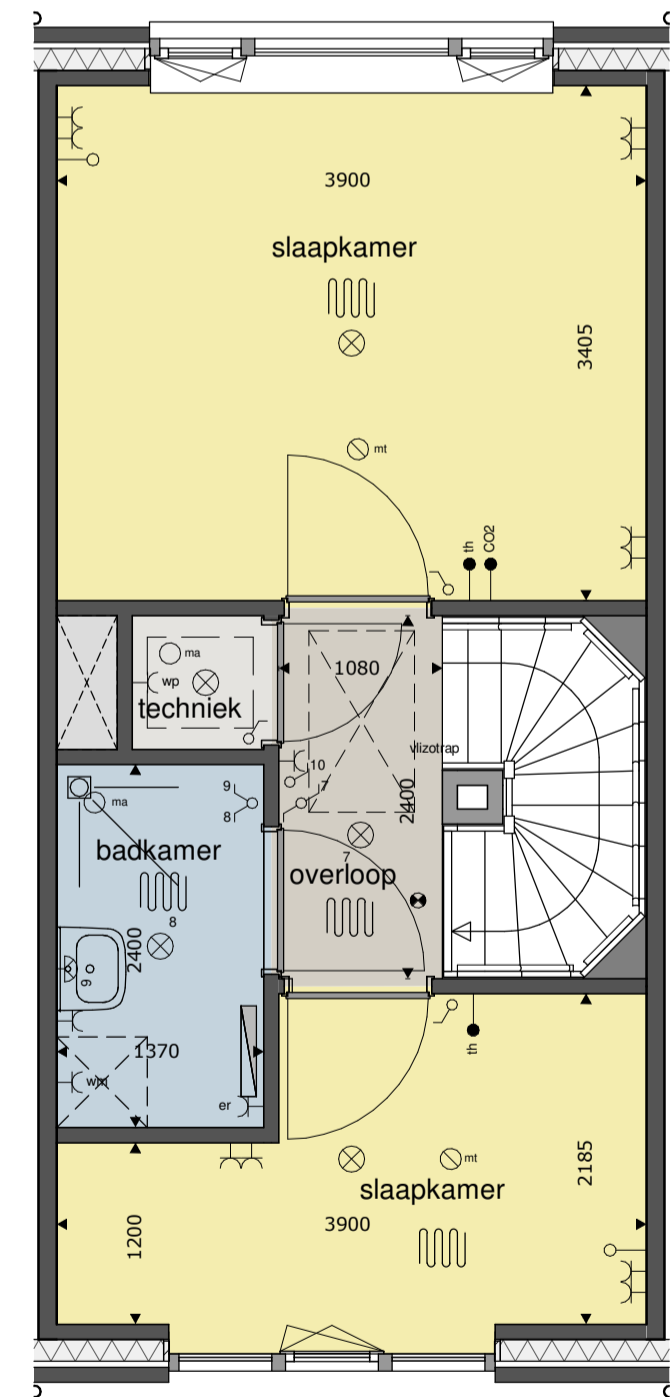 3900
slaapkamer
3405
mt
th
CO2
ma
wp
techniek
1080
vlizotrap
10
7
2400
9
8
ma
badkamer
7
overloop
8
2400
9
1370
wm
er
th
mt
slaapkamer
2185
3900
1200